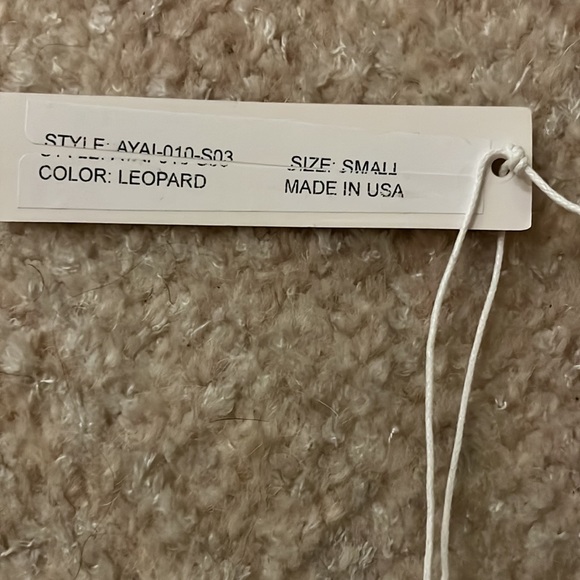 STYLE: AYAI-010-S03 SIZE: SMALL
COLOR: LEOPARD MADE IN USA